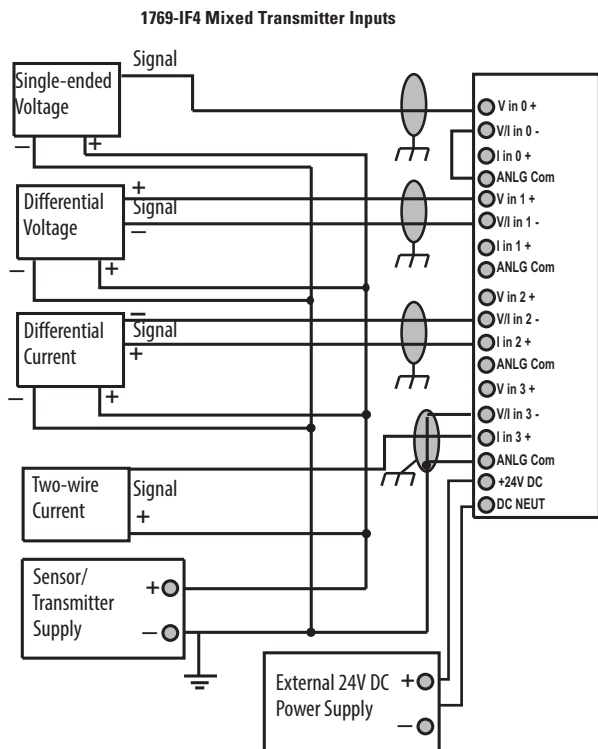 1769-IF4 Mixed Transmitter Inputs
Single-ended
Voltage
Signal
−
+
Differential
Voltage
+
Signal
−
−
+
Differential
Current
−
Signal
+
−
+
Two-wire
Current
Signal
+
Sensor/
Transmitter
Supply
+
−
External 24V DC
Power Supply
+
−
V in 0 +
V/I in 0 -
I in 0 +
ANLG Com
V in 1 +
V/I in 1 -
I in 1 +
ANLG Com
V in 2 +
V/I in 2 -
I in 2 +
ANLG Com
V in 3 +
V/I in 3 -
I in 3 +
ANLG Com
+24V DC
DC NEUT